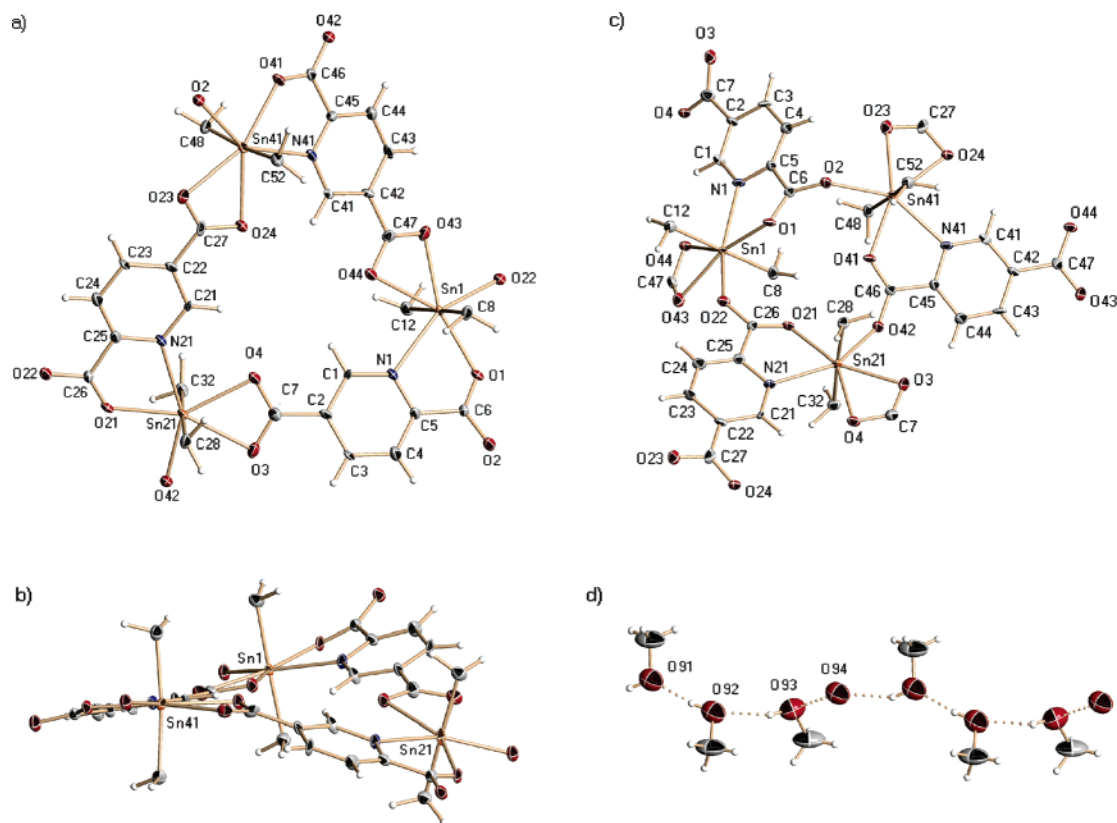 a)
O42
O41
C46
O2
C45
C44
C48
Sn41
N41
C43
C52
C41
C42
O23
O24
C27
C47
O43
C23
C22
O44
Sn1
O22
C24
C21
C12
C8
C25
N21
O4
C1
N1
O1
O22
C26
C32
C7
C2
C6
O21
Sn21
C5
C28
O3
C3
C4
O2
O42
c)
O3
C7
C3
O4
C2
C4
O23
C27
C1
C5
C52
O24
N1
C6
O2
Sn41
C12
O1
C48
N41
C41
O44
O44
Sn1
C42
C47
C8
O41
C47
O43
C28
C46
C45
C43
O43
O22
C26
O21
O42
C44
C25
Sn21
C24
N21
O3
C23
C21
C32
C22
O4
C7
O23
C27
O24
b)
Sn1
Sn41
Sn21
d)
O91
O92
O93
O94